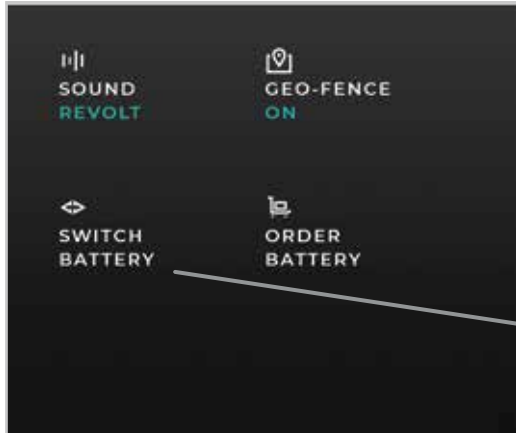 SOUND
REVOLT
GEO-FENCE
ON
SWITCH
BATTERY
ORDER
BATTERY